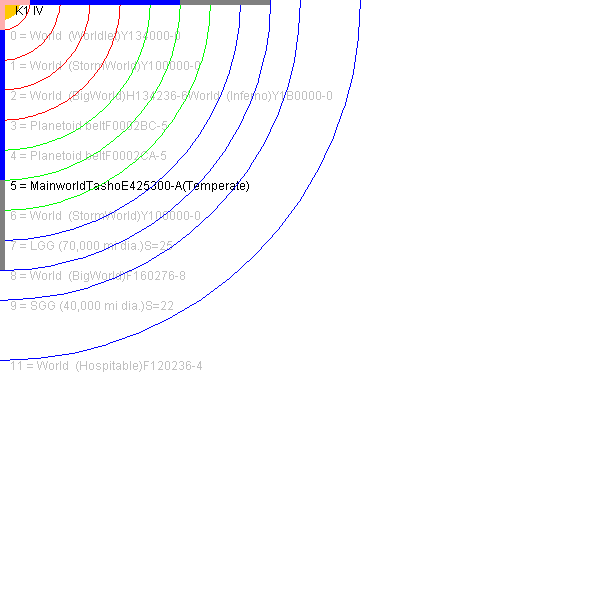 K1 IV
0 = World  (Worldlet)Y134000-0
1 = World  (StormWorld)Y100000-0
2 = World  (BigWorld)H134236-6World  (Inferno)Y1B0000-0
3 = Planetoid beltF0002BC-5
4 = Planetoid beltF0002CA-5
5 = MainworldTashoE425300-A(Temperate)
6 = World  (StormWorld)Y100000-0
7 = LGG (70,000 mi dia.)S=25
8 = World  (BigWorld)F160276-8
9 = SGG (40,000 mi dia.)S=22
11 = World  (Hospitable)F120236-4